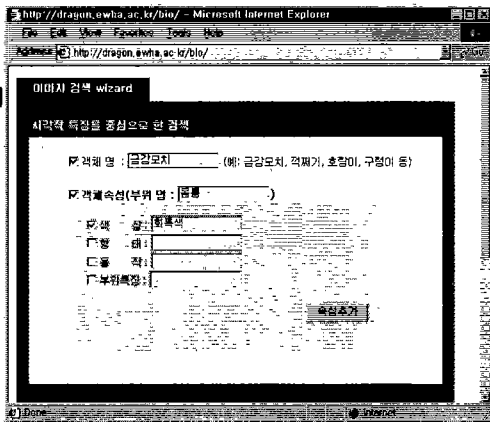 http://dragon.ewha.ac.kr/bio/ - Microsoft Internet Explorer
File Edit View Favorites Tools Help
Address http://dragon.ewha.ac.kr/bio/
이미지 검색 wizard
시각적 특징을 중심으로 한 검색
객체 명 : 금강모치 (예: 금강모치, 꺽저기, 호랑이, 구렁이 등)
객체속성(부위 명 : 몸통 )
색 상: 회흑색
형 태:
동 작:
부위특징:
속성추가
Done
Internet